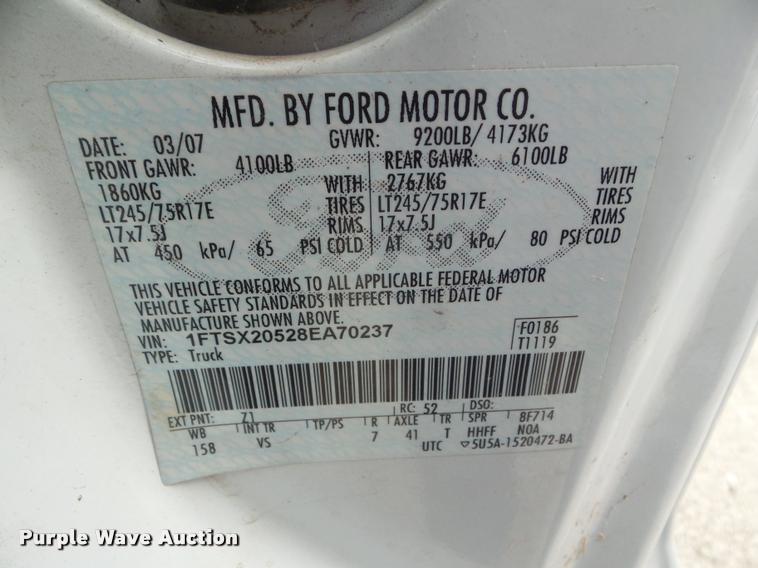 MFD. BY FORD MOTOR CO.
DATE: 03/07 GVWR: 9200LB/ 4173KG
FRONT GAWR: 4100LB REAR GAWR: 6100LB
1860KG WITH 2767KG WITH
LT245/75R17E TIRES LT245/75R17E TIRES
17x7.5J RIMS 17x7.5J RIMS
AT 450 kPa/ 65 PSI COLD AT 550 kPa/ 80 PSI COLD
Ford
THIS VEHICLE CONFORMS TO ALL APPLICABLE FEDERAL MOTOR
VEHICLE SAFETY STANDARDS IN EFFECT ON THE DATE OF
MANUFACTURE SHOWN ABOVE.
VIN: 1FTSX20528EA70237 F0186
TYPE: Truck T1119
EXT PNT: Z1 RC: 52 DSO:
WB INT TR TP/PS R AXLE TR SPR BF714
158 VS 7 41 T HHFF NOA
UTC ▽5U5A-1520472-BA
Purple Wave Auction